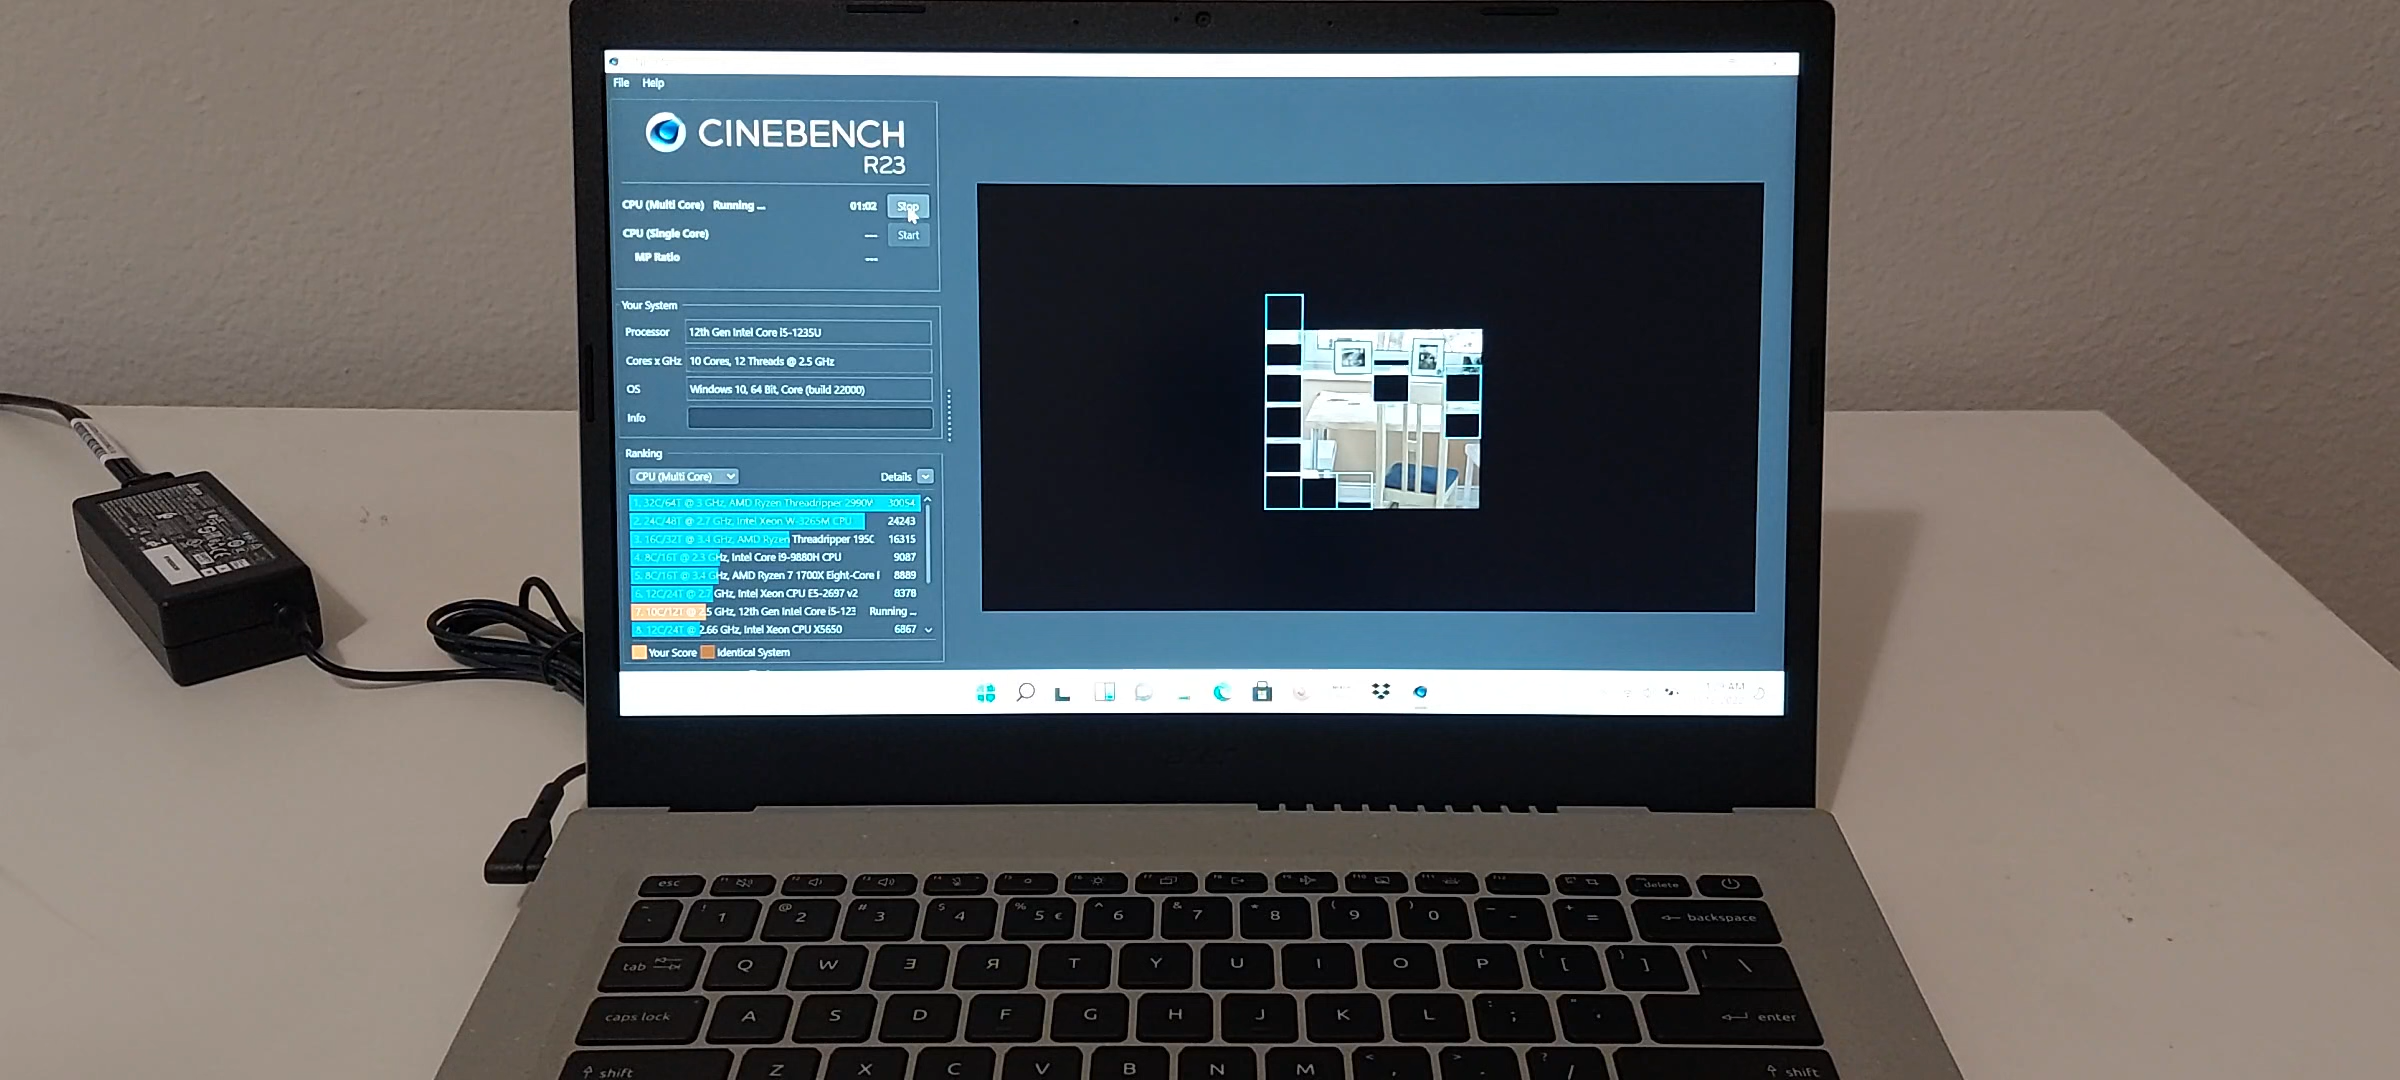 File Help
CINEBENCH
R23
CPU (Multi Core) Running ... 01:02 Stop
CPU (Single Core) --- Start
MP Ratio ---
Your System
Processor 12th Gen Intel Core i5-1235U
Cores x GHz 10 Cores, 12 Threads @ 2.5 GHz
OS Windows 10, 64 Bit, Core (build 22000)
Info
Ranking
CPU (Multi Core) Details
1. 32C/64T @ 3 GHz, AMD Ryzen Threadripper 2990W 30054
2. 24C/48T @ 2.7 GHz, Intel Xeon W-3265M CPU 24243
3. 16C/32T @ 3.4 GHz, AMD Ryzen Threadripper 195C 16315
4. 8C/16T @ 2.3 GHz, Intel Core i9-9880H CPU 9087
5. 8C/16T @ 3.4 GHz, AMD Ryzen 7 1700X Eight-Core 8889
6. 12C/24T @ 2.7 GHz, Intel Xeon CPU E5-2697 v2 8378
7. 10C/12T @ 2.5 GHz, 12th Gen Intel Core i5-123 Running ...
8. 12C/24T @ 2.66 GHz, Intel Xeon CPU X5650 6867
Your Score Identical System
AM
esc delete
! 1 @ 2 # 3 $ 4 % 5 € ^ 6 & 7 * 8 ( 9 ) 0 - + = backspace
tab Q W Ǝ Я T Y U I O P [ ] \
caps lock A S D F G H J K L : ; " ' enter
shift Z X C V B N M < , > . ? / shift